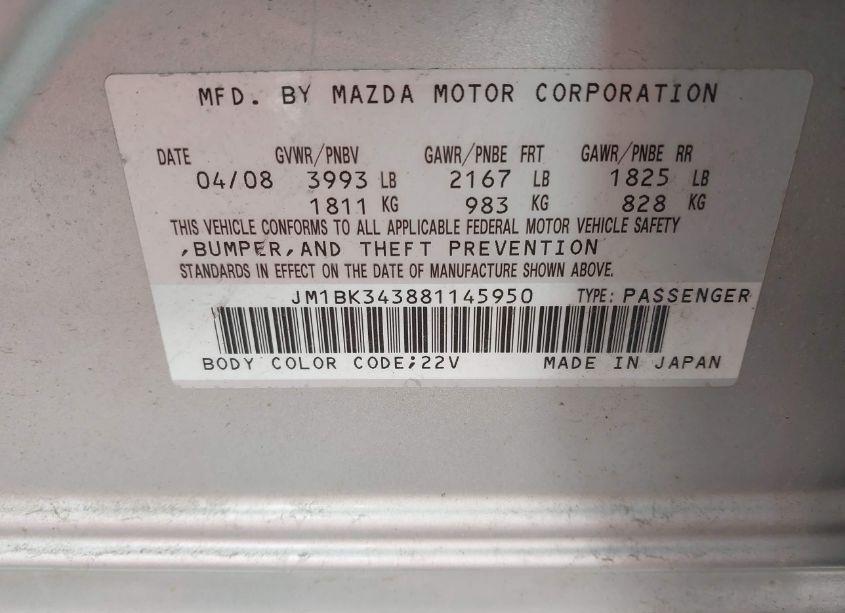 MFD. BY MAZDA MOTOR CORPORATION
DATE GVWR/PNBV GAWR/PNBE FRT GAWR/PNBE RR
04/08 3993 LB 2167 LB 1825 LB
1811 KG 983 KG 828 KG
THIS VEHICLE CONFORMS TO ALL APPLICABLE FEDERAL MOTOR VEHICLE SAFETY
,BUMPER,AND THEFT PREVENTION
STANDARDS IN EFFECT ON THE DATE OF MANUFACTURE SHOWN ABOVE.
JM1BK343881145950 TYPE: PASSENGER
BODY COLOR CODE;22V MADE IN JAPAN